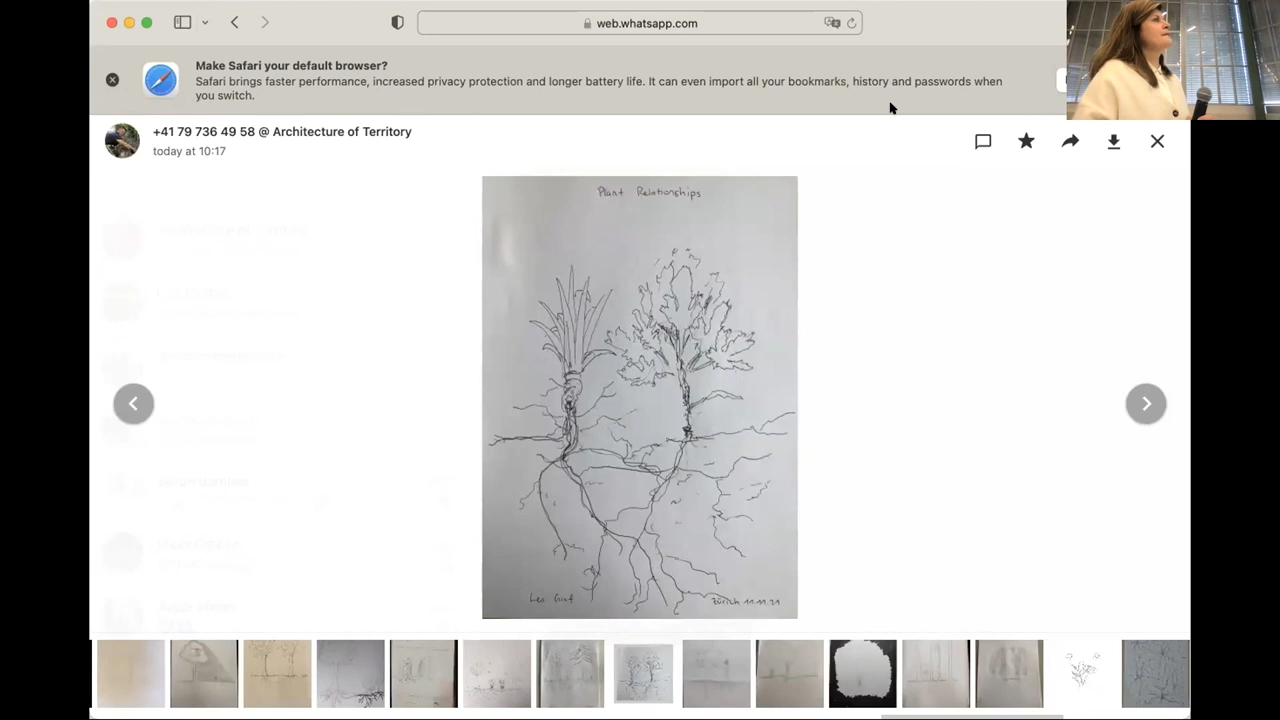 web.whatsapp.com
Make Safari your default browser?
Safari brings faster performance, increased privacy protection and longer battery life. It can even import all your bookmarks, history and passwords when
you switch.
+41 79 736 49 58 @ Architecture of Territory
today at 10:17
Plant Relationships
Zürich 11.11.21